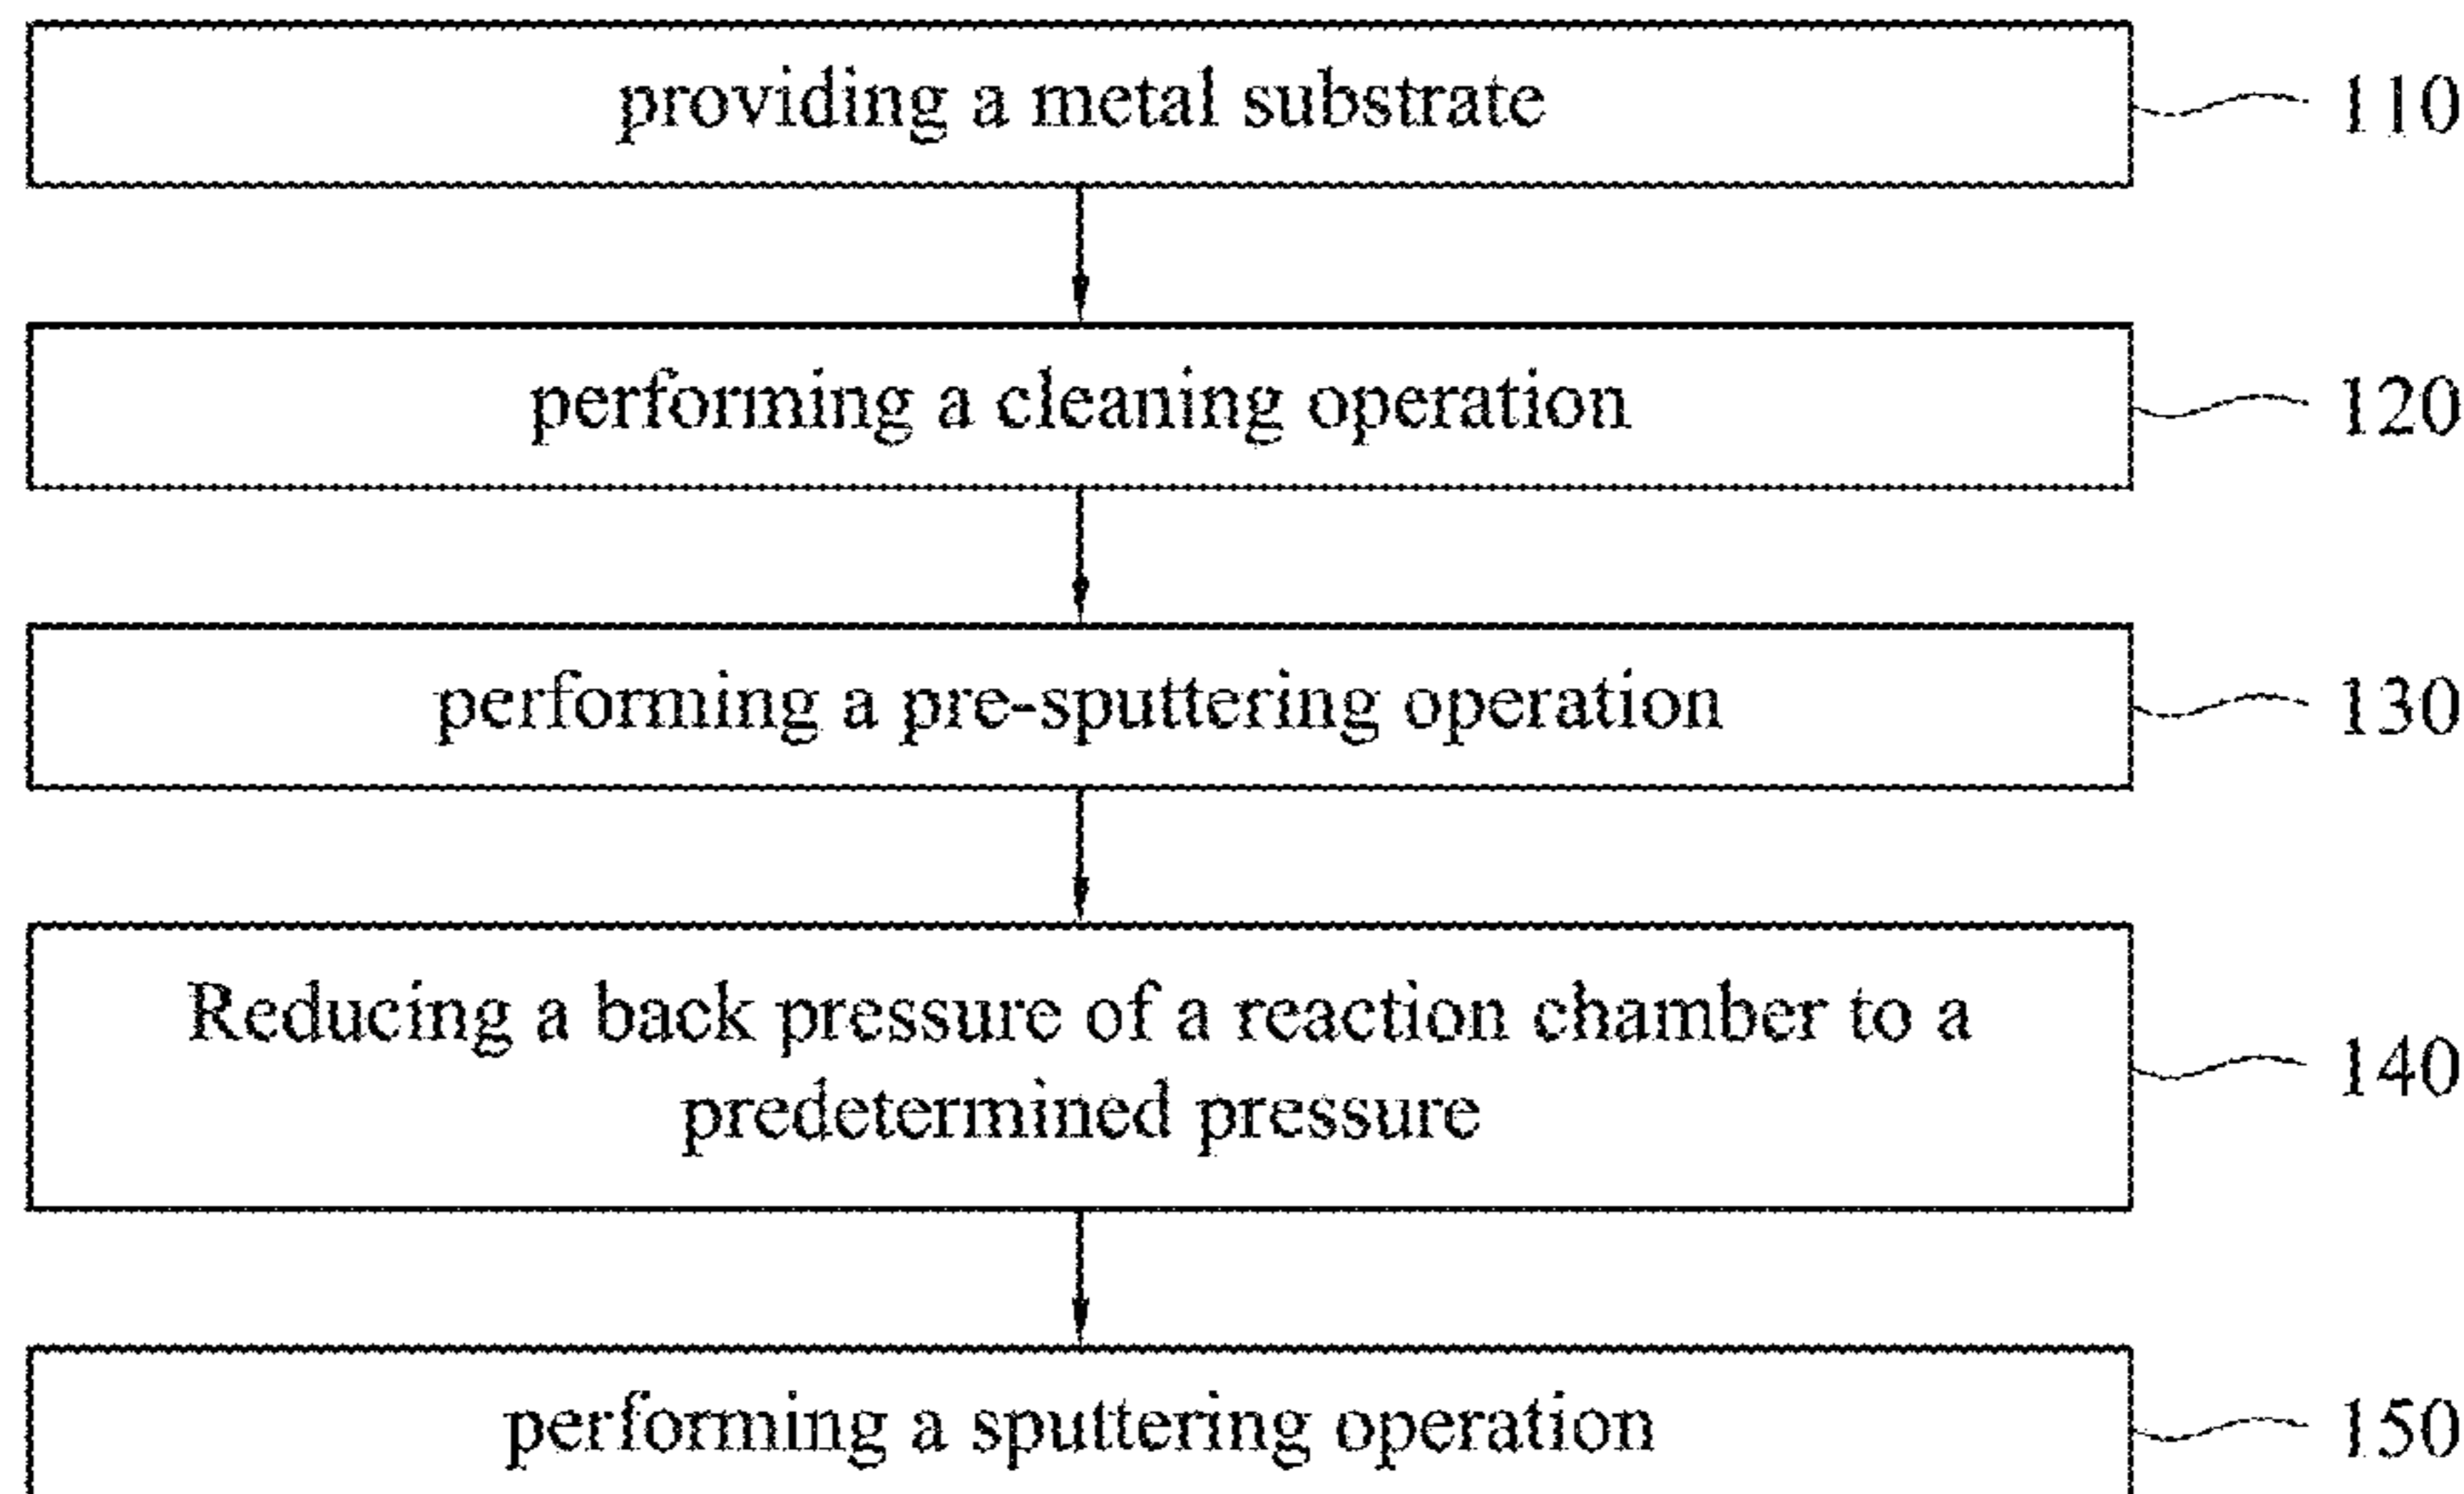 providing a metal substrate 110
performing a cleaning operation 120
performing a pre-sputtering operation 130
Reducing a back pressure of a reaction chamber to a
predetermined pressure
140
performing a sputtering operation 150